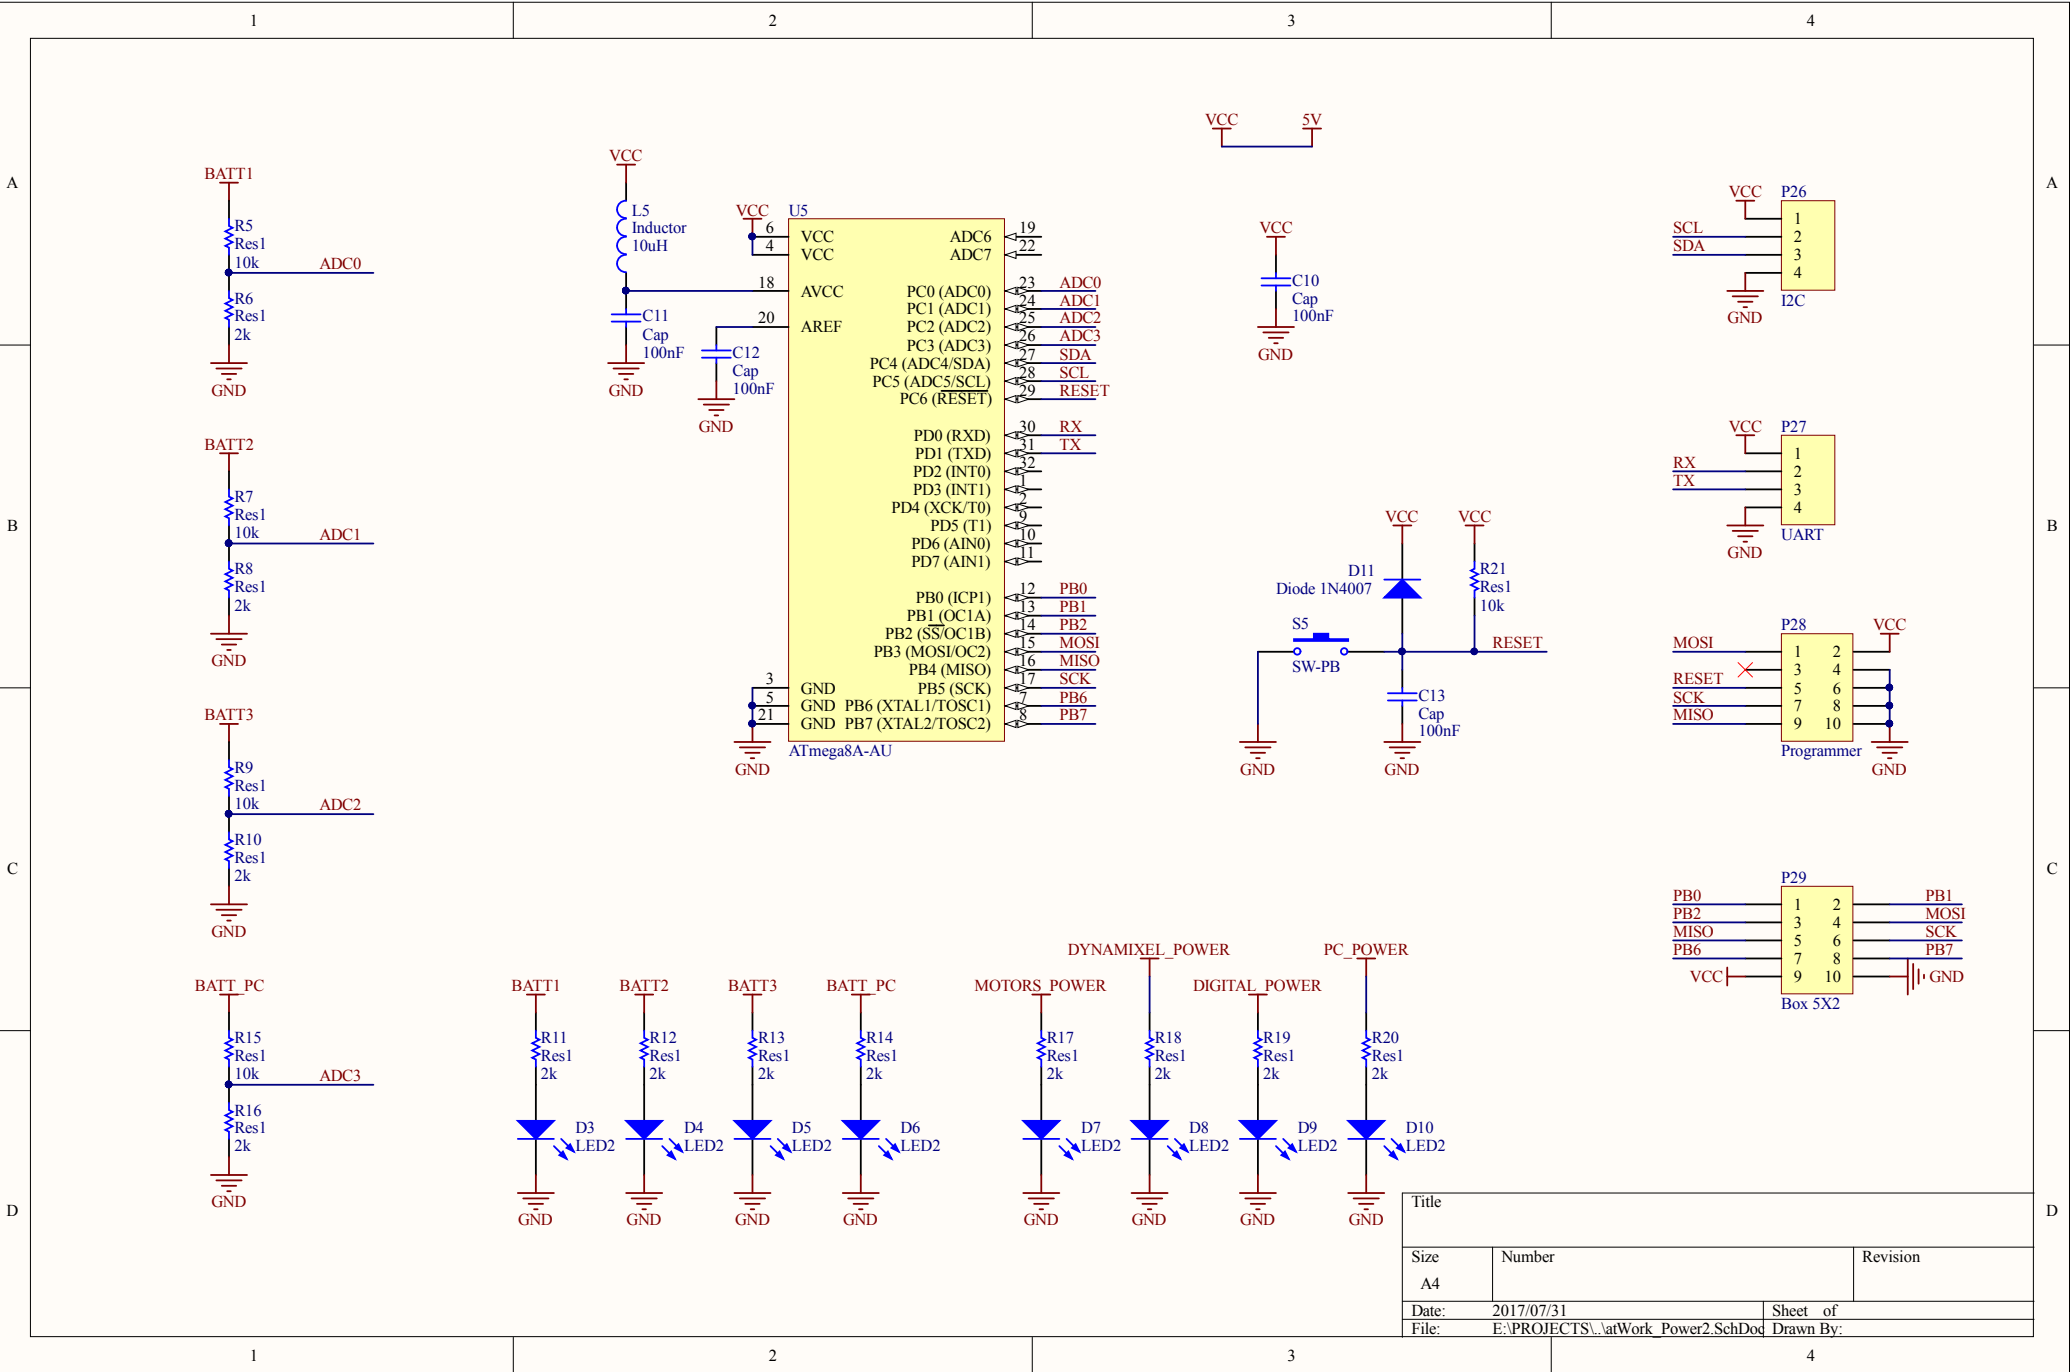 1 2 3 4
A A
B B
C C
D D
BATT1
R5
Res1
10k
ADC0
R6
Res1
2k
GND
BATT2
R7
Res1
10k
ADC1
R8
Res1
2k
GND
BATT3
R9
Res1
10k
ADC2
R10
Res1
2k
GND
BATT_PC
R15
Res1
10k
ADC3
R16
Res1
2k
GND
VCC
L5
Inductor
10uH
C11
Cap
100nF
GND
C12
Cap
100nF
GND
VCC
U5
6 VCC
4 VCC
18 AVCC
20 AREF
3 GND
5 GND
21 GND
GND
ADC6 19
ADC7 22
PC0 (ADC0) 23 ADC0
PC1 (ADC1) 24 ADC1
PC2 (ADC2) 25 ADC2
PC3 (ADC3) 26 ADC3
PC4 (ADC4/SDA) 27 SDA
PC5 (ADC5/SCL) 28 SCL
PC6 (RESET) 29 RESET
PD0 (RXD) 30 RX
PD1 (TXD) 31 TX
PD2 (INT0) 32
PD3 (INT1) 1
PD4 (XCK/T0) 2
PD5 (T1) 9
PD6 (AIN0) 10
PD7 (AIN1) 11
PB0 (ICP1) 12 PB0
PB1 (OC1A) 13 PB1
PB2 (SS/OC1B) 14 PB2
PB3 (MOSI/OC2) 15 MOSI
PB4 (MISO) 16 MISO
PB5 (SCK) 17 SCK
PB6 (XTAL1/TOSC1) 7 PB6
PB7 (XTAL2/TOSC2) 8 PB7
ATmega8A-AU
VCC 5V
VCC
C10
Cap
100nF
GND
VCC VCC
D11
Diode 1N4007
R21
Res1
10k
S5
SW-PB
RESET
C13
Cap
100nF
GND GND
VCC P26
1
SCL 2
SDA 3
4
GND I2C
VCC P27
1
RX 2
TX 3
4
GND UART
P28 VCC
MOSI 1 2
3 4
RESET 5 6
SCK 7 8
MISO 9 10
Programmer GND
P29
PB0 1 2 PB1
PB2 3 4 MOSI
MISO 5 6 SCK
PB6 7 8 PB7
VCC 9 10 GND
Box 5X2
BATT1
R11
Res1
2k
D3
LED2
GND
BATT2
R12
Res1
2k
D4
LED2
GND
BATT3
R13
Res1
2k
D5
LED2
GND
BATT_PC
R14
Res1
2k
D6
LED2
GND
MOTORS_POWER
R17
Res1
2k
D7
LED2
GND
DYNAMIXEL_POWER
R18
Res1
2k
D8
LED2
GND
DIGITAL_POWER
R19
Res1
2k
D9
LED2
GND
PC_POWER
R20
Res1
2k
D10
LED2
GND
Title
Size Number Revision
A4
Date: 2017/07/31 Sheet of
File: E:\PROJECTS\..\atWork_Power2.SchDoc Drawn By:
1 2 3 4